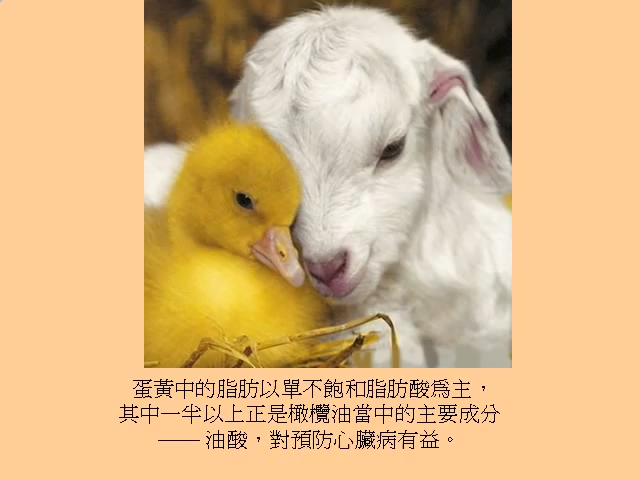 蛋黃中的脂肪以單不飽和脂肪酸為主，
其中一半以上正是橄欖油當中的主要成分
—— 油酸，對預防心臟病有益。